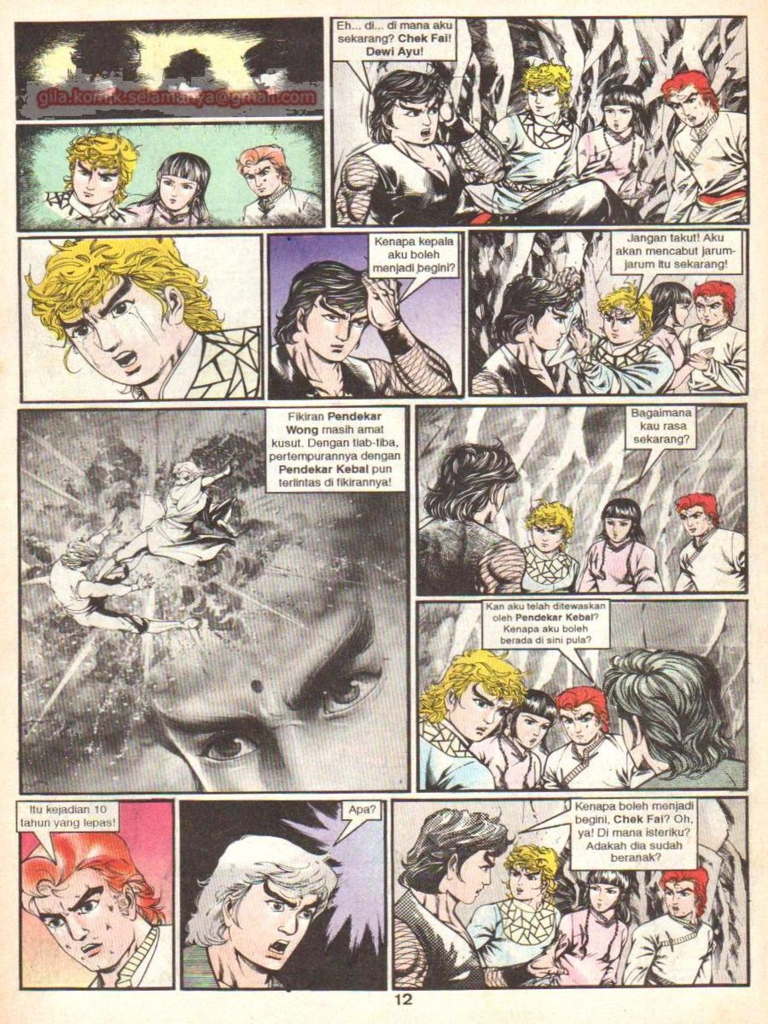 gila.komik.selamanya@gmail.com
Eh... di... di mana aku
sekarang? Chek Fai!
Dewi Ayu!
Kenapa kepala
aku boleh
menjadi begini?
Jangan takut! Aku
akan mencabut jarum-
jarum itu sekarang!
Fikiran Pendekar
Wong masih amat
kusut. Dengan tiab-tiba,
pertempurannya dengan
Pendekar Kebal pun
terlintas di fikirannya!
Bagaimana
kau rasa
sekarang?
Kan aku telah ditewaskan
oleh Pendekar Kebal?
Kenapa aku boleh
berada di sini pula?
Itu kejadian 10
tahun yang lepas!
Apa?
Kenapa boleh menjadi
begini, Chek Fai? Oh,
ya! Di mana isteriku?
Adakah dia sudah
beranak?
12